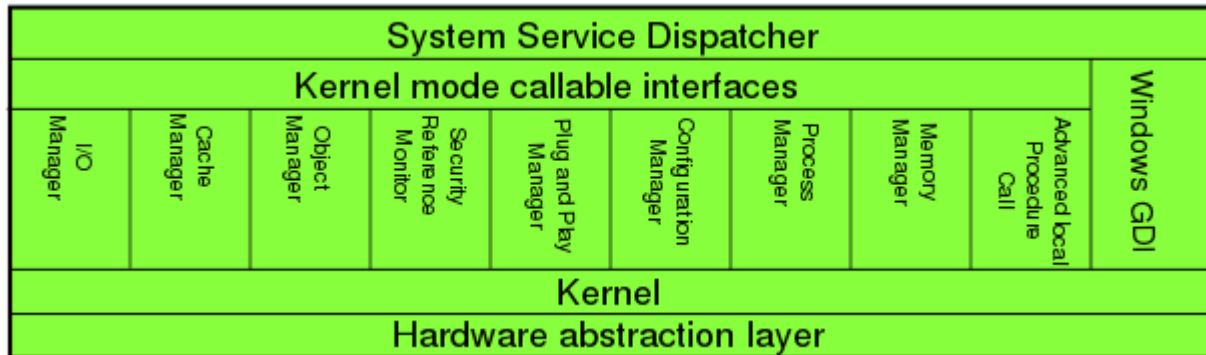 System Service Dispatcher
Kernel mode callable interfaces
Windows GDI
I/O
Manager
Cache
Manager
Object
Manager
Security
Reference
Monitor
Plug and Play
Manager
Configuration
Manager
Process
Manager
Memory
Manager
Advanced local
Procedure
Call
Kernel
Hardware abstraction layer